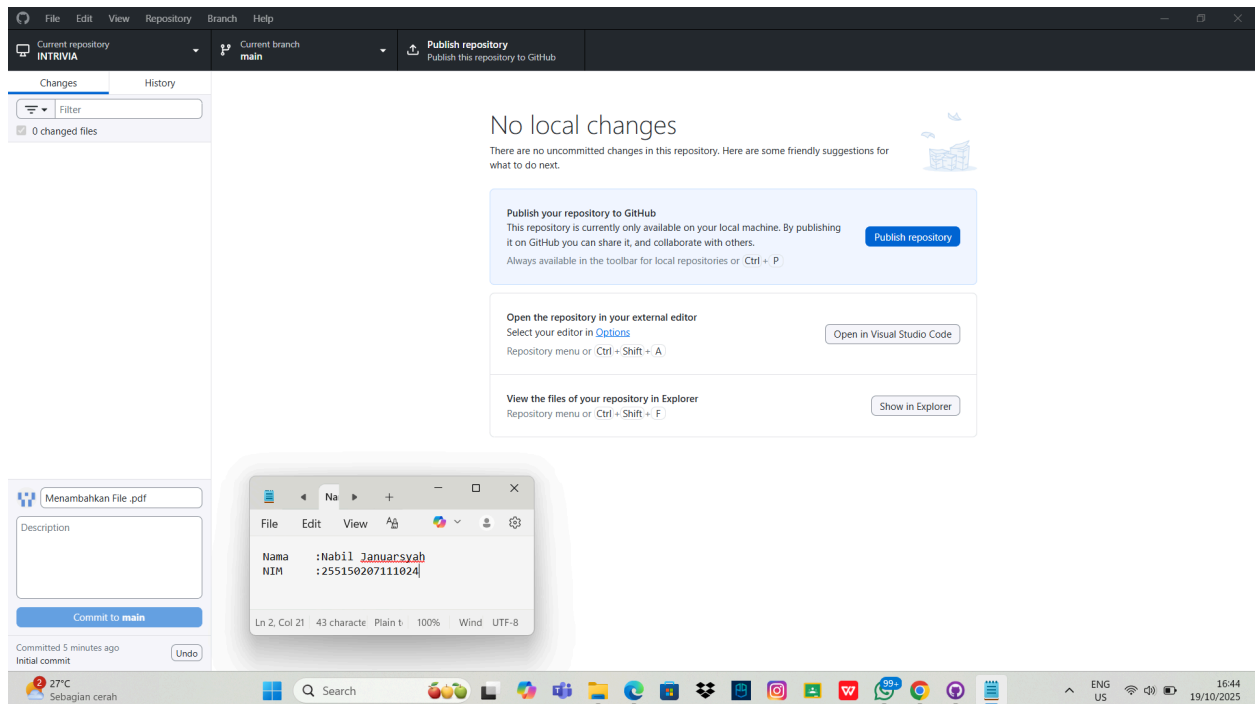 File Edit View Repository Branch Help
Current repository
INTRIVIA
Current branch
main
Publish repository
Publish this repository to GitHub
Changes History
Filter
0 changed files
No local changes
There are no uncommitted changes in this repository. Here are some friendly suggestions for
what to do next.
Publish your repository to GitHub
This repository is currently only available on your local machine. By publishing
it on GitHub you can share it, and collaborate with others.
Always available in the toolbar for local repositories or Ctrl + P
Publish repository
Open the repository in your external editor
Select your editor in Options
Repository menu or Ctrl + Shift + A
Open in Visual Studio Code
View the files of your repository in Explorer
Repository menu or Ctrl + Shift + F
Show in Explorer
Menambahkan File .pdf
Description
Commit to main
Committed 5 minutes ago
Initial commit
Undo
Na
File Edit View
Nama :Nabil Januarsyah
NIM :255150207111024
Ln 2, Col 21 43 characte Plain t 100% Wind UTF-8
2
27°C
Sebagian cerah
Search
99+
ENG
US
16:44
19/10/2025